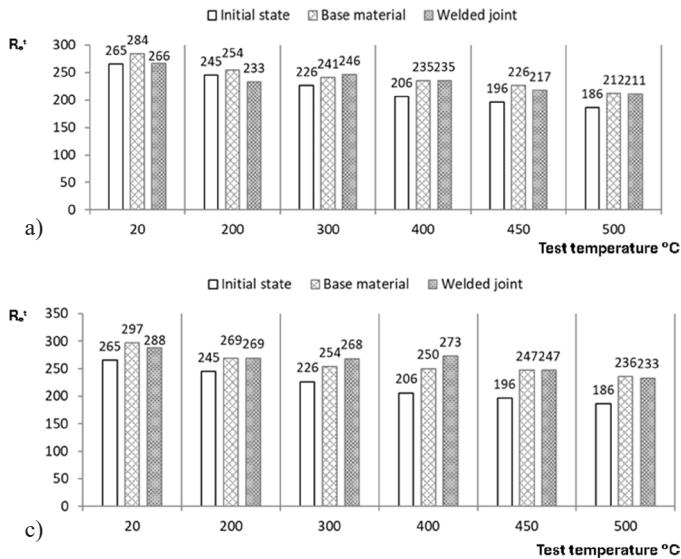 Initial state Base material Welded joint
Rₑᵗ
300
250
200
150
100
50
0
265 284 266 245 254 233 226 241 246 206 235 235 196 226 217 186 212 211
20 200 300 400 450 500
a)
Test temperature °C
Initial state Base material Welded joint
Rₑᵗ
350
300
250
200
150
100
50
0
265 297 288 245 269 269 226 254 268 206 250 273 196 247 247 186 236 233
20 200 300 400 450 500
c)
Test temperature °C